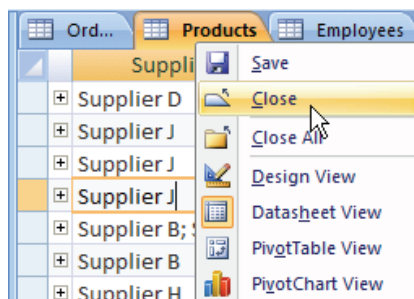 Ord... Products Employees
Suppli
Supplier D
Supplier J
Supplier J
Supplier J
Supplier B; S
Supplier B
Supplier H
Save
Close
Close All
Design View
Datasheet View
PivotTable View
PivotChart View